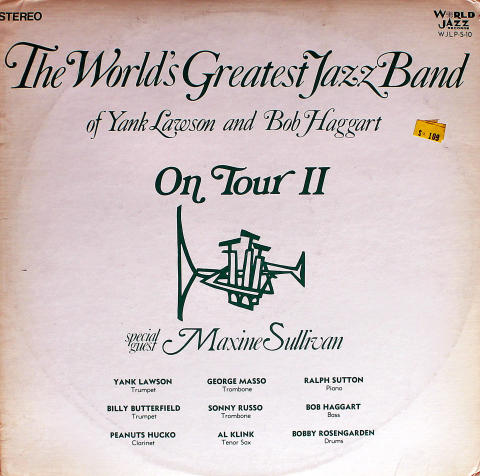 STEREO
WORLD
JAZZ
RECORDS
WJLP-S-10
The World's Greatest Jazz Band
of Yank Lawson and Bob Haggart
On Tour II
special guest Maxine Sullivan
YANK LAWSON
Trumpet
GEORGE MASSO
Trombone
RALPH SUTTON
Piano
BILLY BUTTERFIELD
Trumpet
SONNY RUSSO
Trombone
BOB HAGGART
Bass
PEANUTS HUCKO
Clarinet
AL KLINK
Tenor Sax
BOBBY ROSENGARDEN
Drums